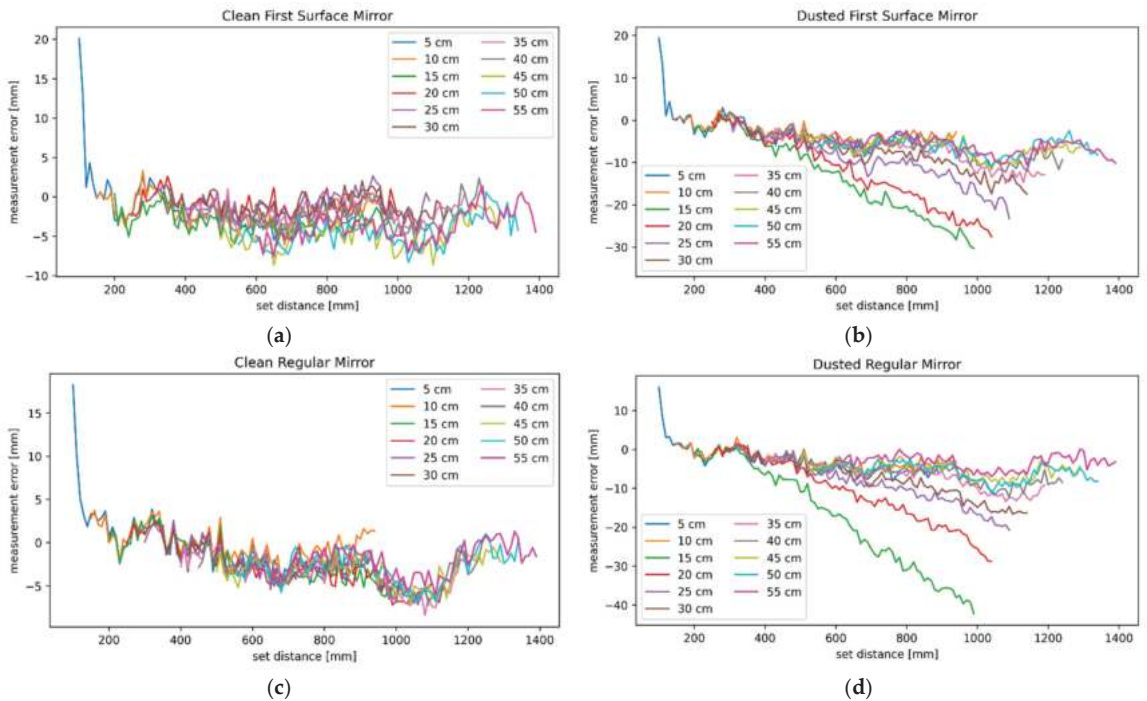 Clean First Surface Mirror
20
15
10
5
0
−5
−10
measurement error [mm]
5 cm
10 cm
15 cm
20 cm
25 cm
30 cm
35 cm
40 cm
45 cm
50 cm
55 cm
200 400 600 800 1000 1200 1400
set distance [mm]
(a)
Dusted First Surface Mirror
20
10
0
−10
−20
−30
measurement error [mm]
5 cm
10 cm
15 cm
20 cm
25 cm
30 cm
35 cm
40 cm
45 cm
50 cm
55 cm
200 400 600 800 1000 1200 1400
set distance [mm]
(b)
Clean Regular Mirror
15
10
5
0
−5
measurement error [mm]
5 cm
10 cm
15 cm
20 cm
25 cm
30 cm
35 cm
40 cm
45 cm
50 cm
55 cm
200 400 600 800 1000 1200 1400
set distance [mm]
(c)
Dusted Regular Mirror
10
0
−10
−20
−30
−40
measurement error [mm]
5 cm
10 cm
15 cm
20 cm
25 cm
30 cm
35 cm
40 cm
45 cm
50 cm
55 cm
200 400 600 800 1000 1200 1400
set distance [mm]
(d)